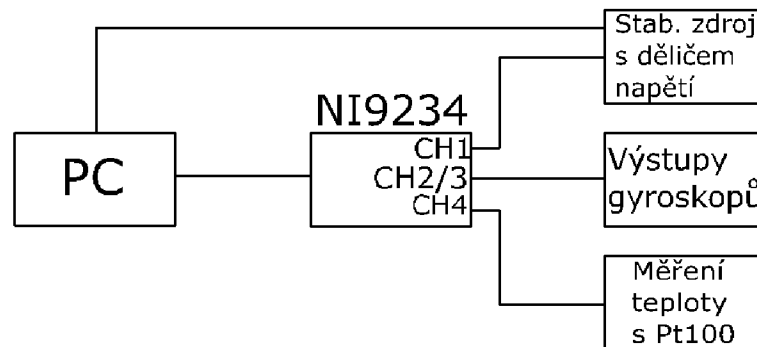 Stab. zdroj
s děličem
napětí
NI9234
PC
CH1
CH2/3
CH4
Výstupy
gyroskopů
Měření
teploty
s Pt100